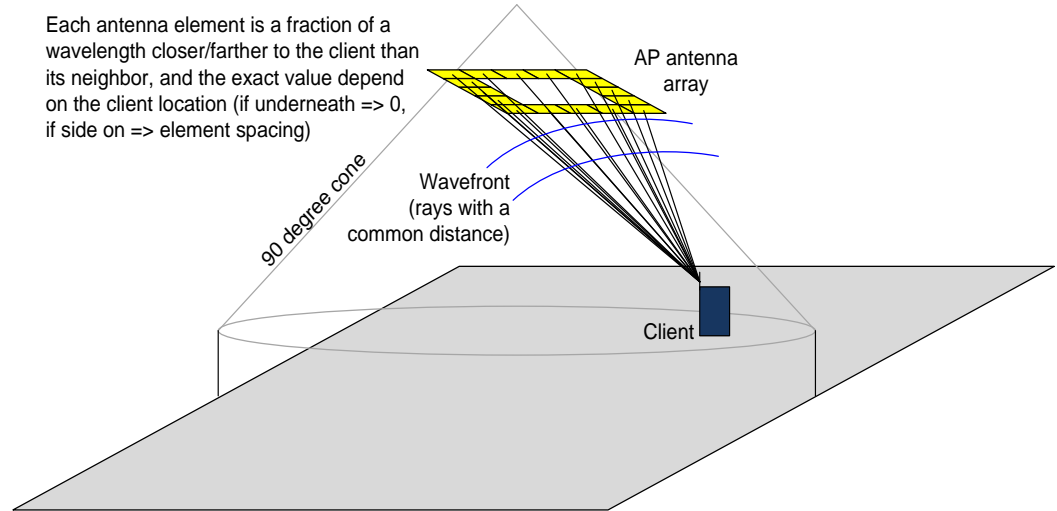 Each antenna element is a fraction of a
wavelength closer/farther to the client than
its neighbor, and the exact value depend
on the client location (if underneath => 0,
if side on => element spacing)
AP antenna
array
90 degree cone
Wavefront
(rays with a
common distance)
Client